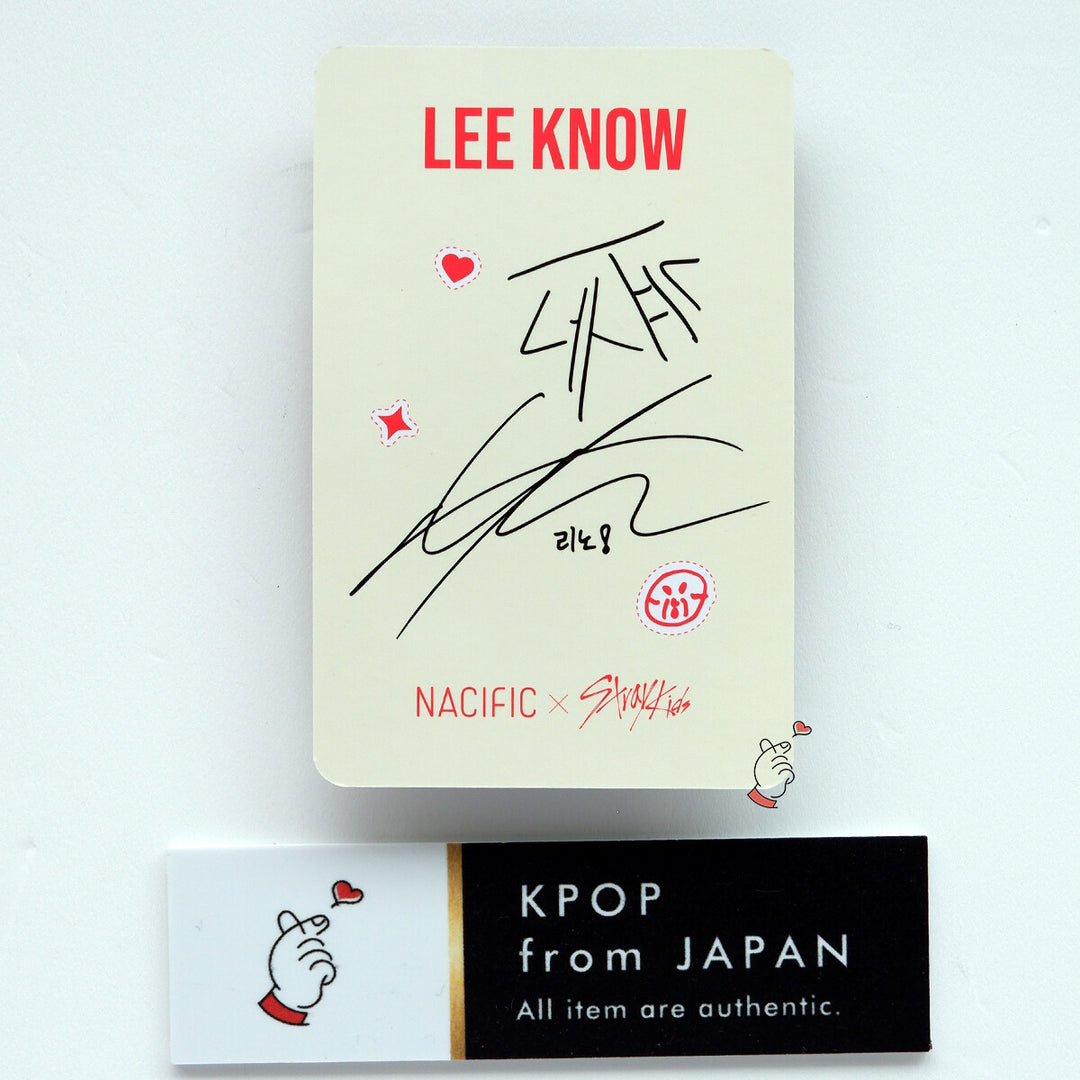 LEE KNOW
리노
NACIFIC × Stray Kids
KPOP
from JAPAN
All item are authentic.